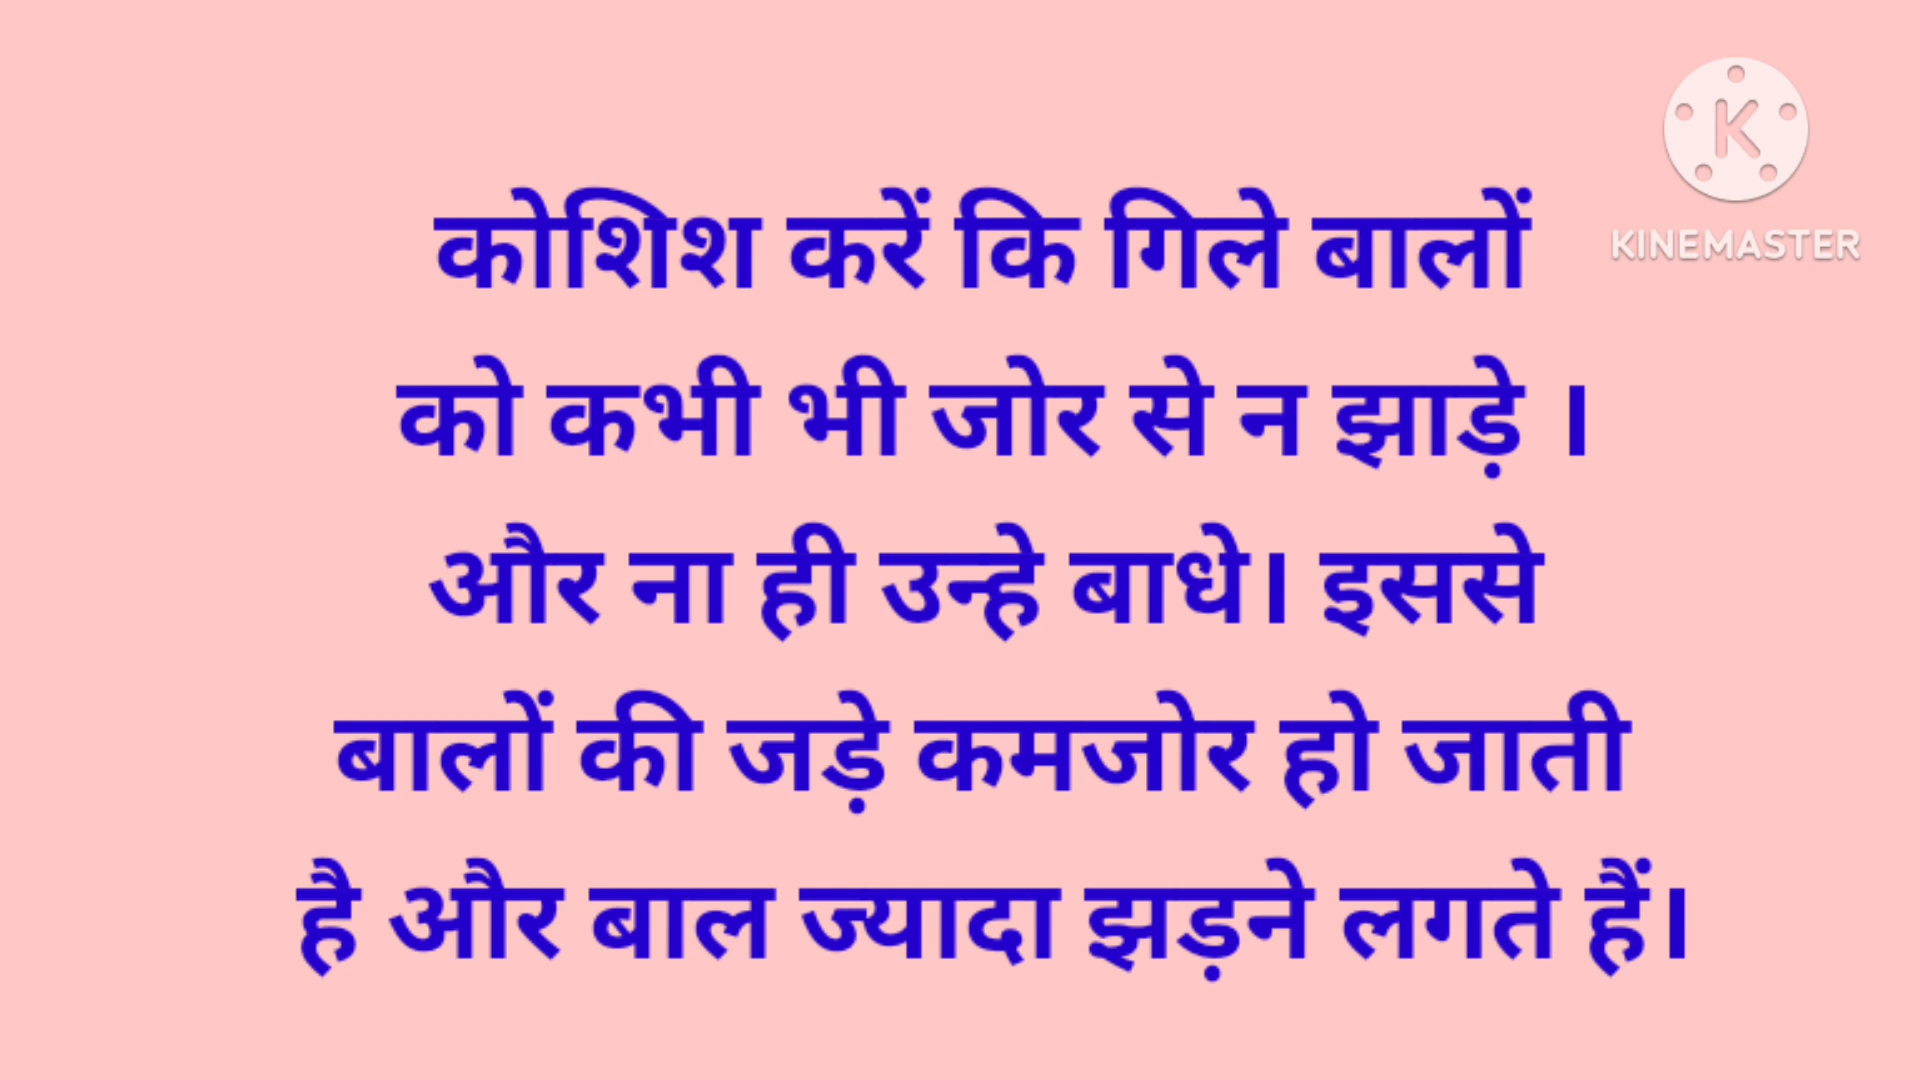 KINEMASTER
कोशिश करें कि गिले बालों
को कभी भी जोर से न झाड़े ।
और ना ही उन्हे बाधे। इससे
बालों की जड़े कमजोर हो जाती
है और बाल ज्यादा झड़ने लगते हैं।